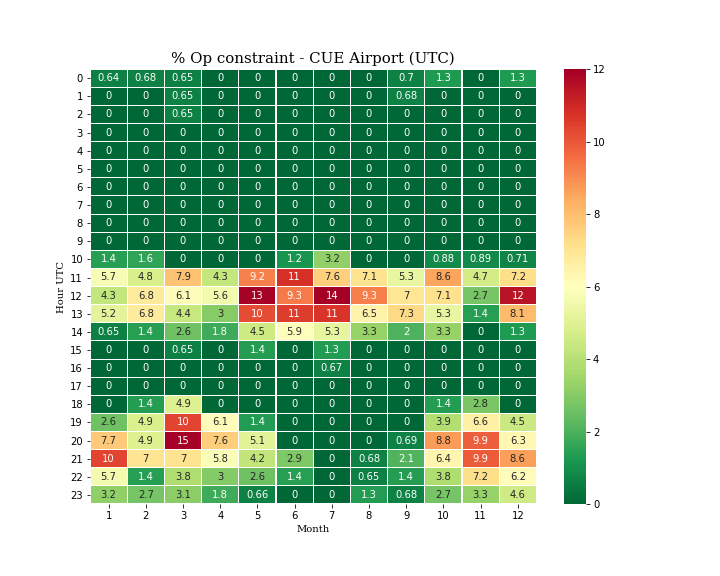 % Op constraint - CUE Airport (UTC)
0 0.64 0.68 0.65 0 0 0 0 0 0.7 1.3 0 1.3
1 0 0 0.65 0 0 0 0 0 0.68 0 0 0
2 0 0 0.65 0 0 0 0 0 0 0 0 0
3 0 0 0 0 0 0 0 0 0 0 0 0
4 0 0 0 0 0 0 0 0 0 0 0 0
5 0 0 0 0 0 0 0 0 0 0 0 0
6 0 0 0 0 0 0 0 0 0 0 0 0
7 0 0 0 0 0 0 0 0 0 0 0 0
8 0 0 0 0 0 0 0 0 0 0 0 0
9 0 0 0 0 0 0 0 0 0 0 0 0
10 1.4 1.6 0 0 0 1.2 3.2 0 0 0.88 0.89 0.71
11 5.7 4.8 7.9 4.3 9.2 11 7.6 7.1 5.3 8.6 4.7 7.2
12 4.3 6.8 6.1 5.6 13 9.3 14 9.3 7 7.1 2.7 12
13 5.2 6.8 4.4 3 10 11 11 6.5 7.3 5.3 1.4 8.1
14 0.65 1.4 2.6 1.8 4.5 5.9 5.3 3.3 2 3.3 0 1.3
15 0 0 0.65 0 1.4 0 1.3 0 0 0 0 0
16 0 0 0 0 0 0 0.67 0 0 0 0 0
17 0 0 0 0 0 0 0 0 0 0 0 0
18 0 1.4 4.9 0 0 0 0 0 0 1.4 2.8 0
19 2.6 4.9 10 6.1 1.4 0 0 0 0 3.9 6.6 4.5
20 7.7 4.9 15 7.6 5.1 0 0 0 0.69 8.8 9.9 6.3
21 10 7 7 5.8 4.2 2.9 0 0.68 2.1 6.4 9.9 8.6
22 5.7 1.4 3.8 3 2.6 1.4 0 0.65 1.4 3.8 7.2 6.2
23 3.2 2.7 3.1 1.8 0.66 0 0 1.3 0.68 2.7 3.3 4.6
1 2 3 4 5 6 7 8 9 10 11 12
Month
Hour UTC
12
10
8
6
4
2
0